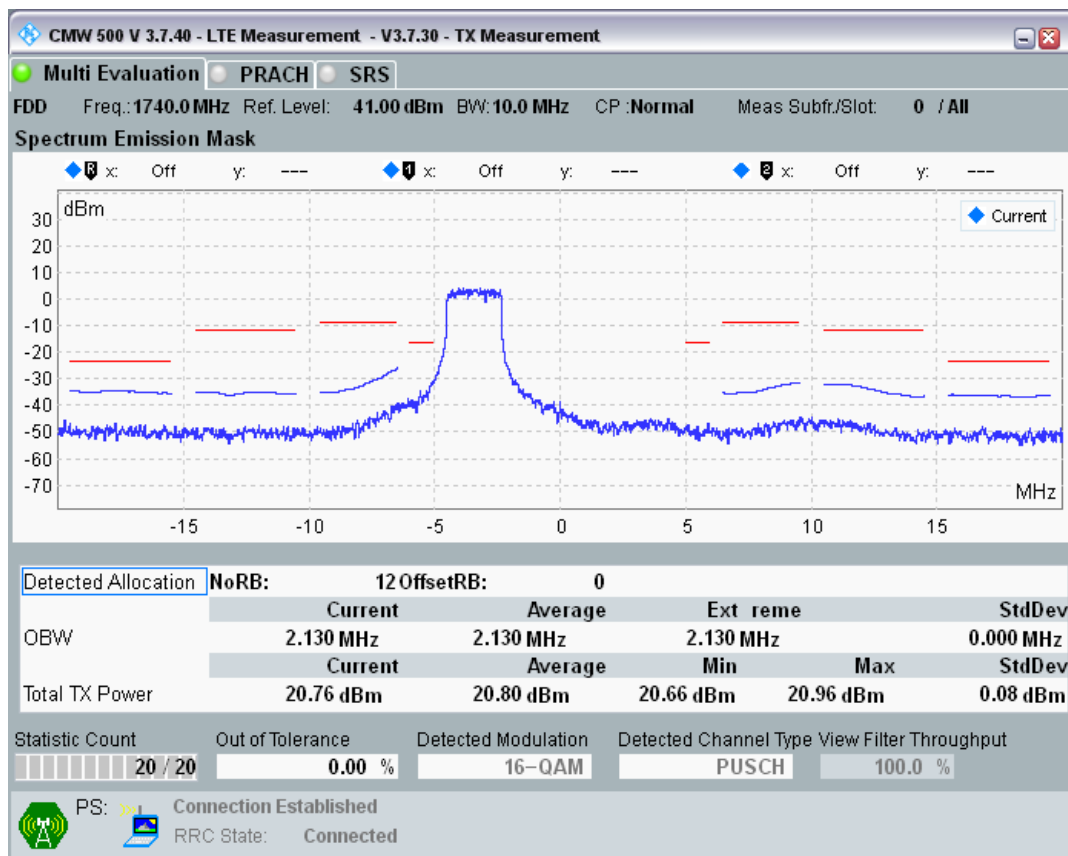 CMW 500 V 3.7.40 - LTE Measurement - V3.7.30 - TX Measurement
Multi Evaluation PRACH SRS
FDD Freg.: 1740.0 MHz Ref. Level: 41.00 dBm BW: 10.0 MHz CP : Normal Meas Subfr./Slot: 0 / All
Spectrum Emission Mask
R x: Off y: --- 1 x: Off y: --- 2 x: Off y: ---
dBm
Current
30
20
10
0
-10
-20
-30
-40
-50
-60
-70
MHz
-15 -10 -5 0 5 10 15
Detected Allocation NoRB: 12 OffsetRB: 0
Current Average Ext reme StdDev
OBW 2.130 MHz 2.130 MHz 2.130 MHz 0.000 MHz
Current Average Min Max StdDev
Total TX Power 20.76 dBm 20.80 dBm 20.66 dBm 20.96 dBm 0.08 dBm
Statistic Count Out of Tolerance Detected Modulation Detected Channel Type View Filter Throughput
20 / 20 0.00 % 16-QAM PUSCH 100.0 %
PS: Connection Established
RRC State: Connected